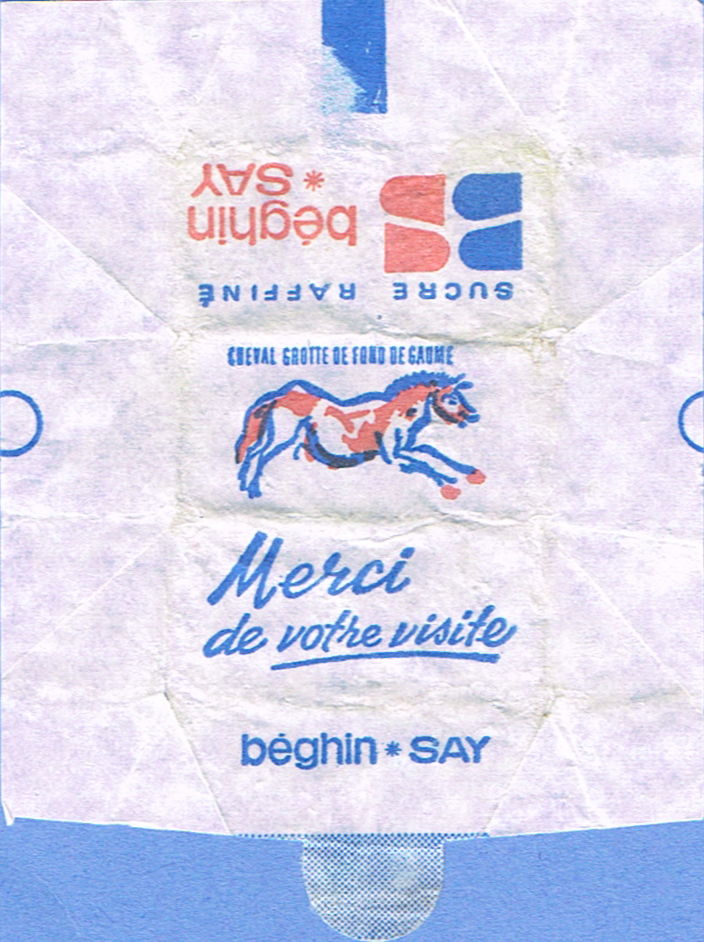 béghin
* SAY
SUCRE RAFFINÉ
CHEVAL GROTTE DE FOND DE GAUME
Merci
de votre visite
béghin * SAY